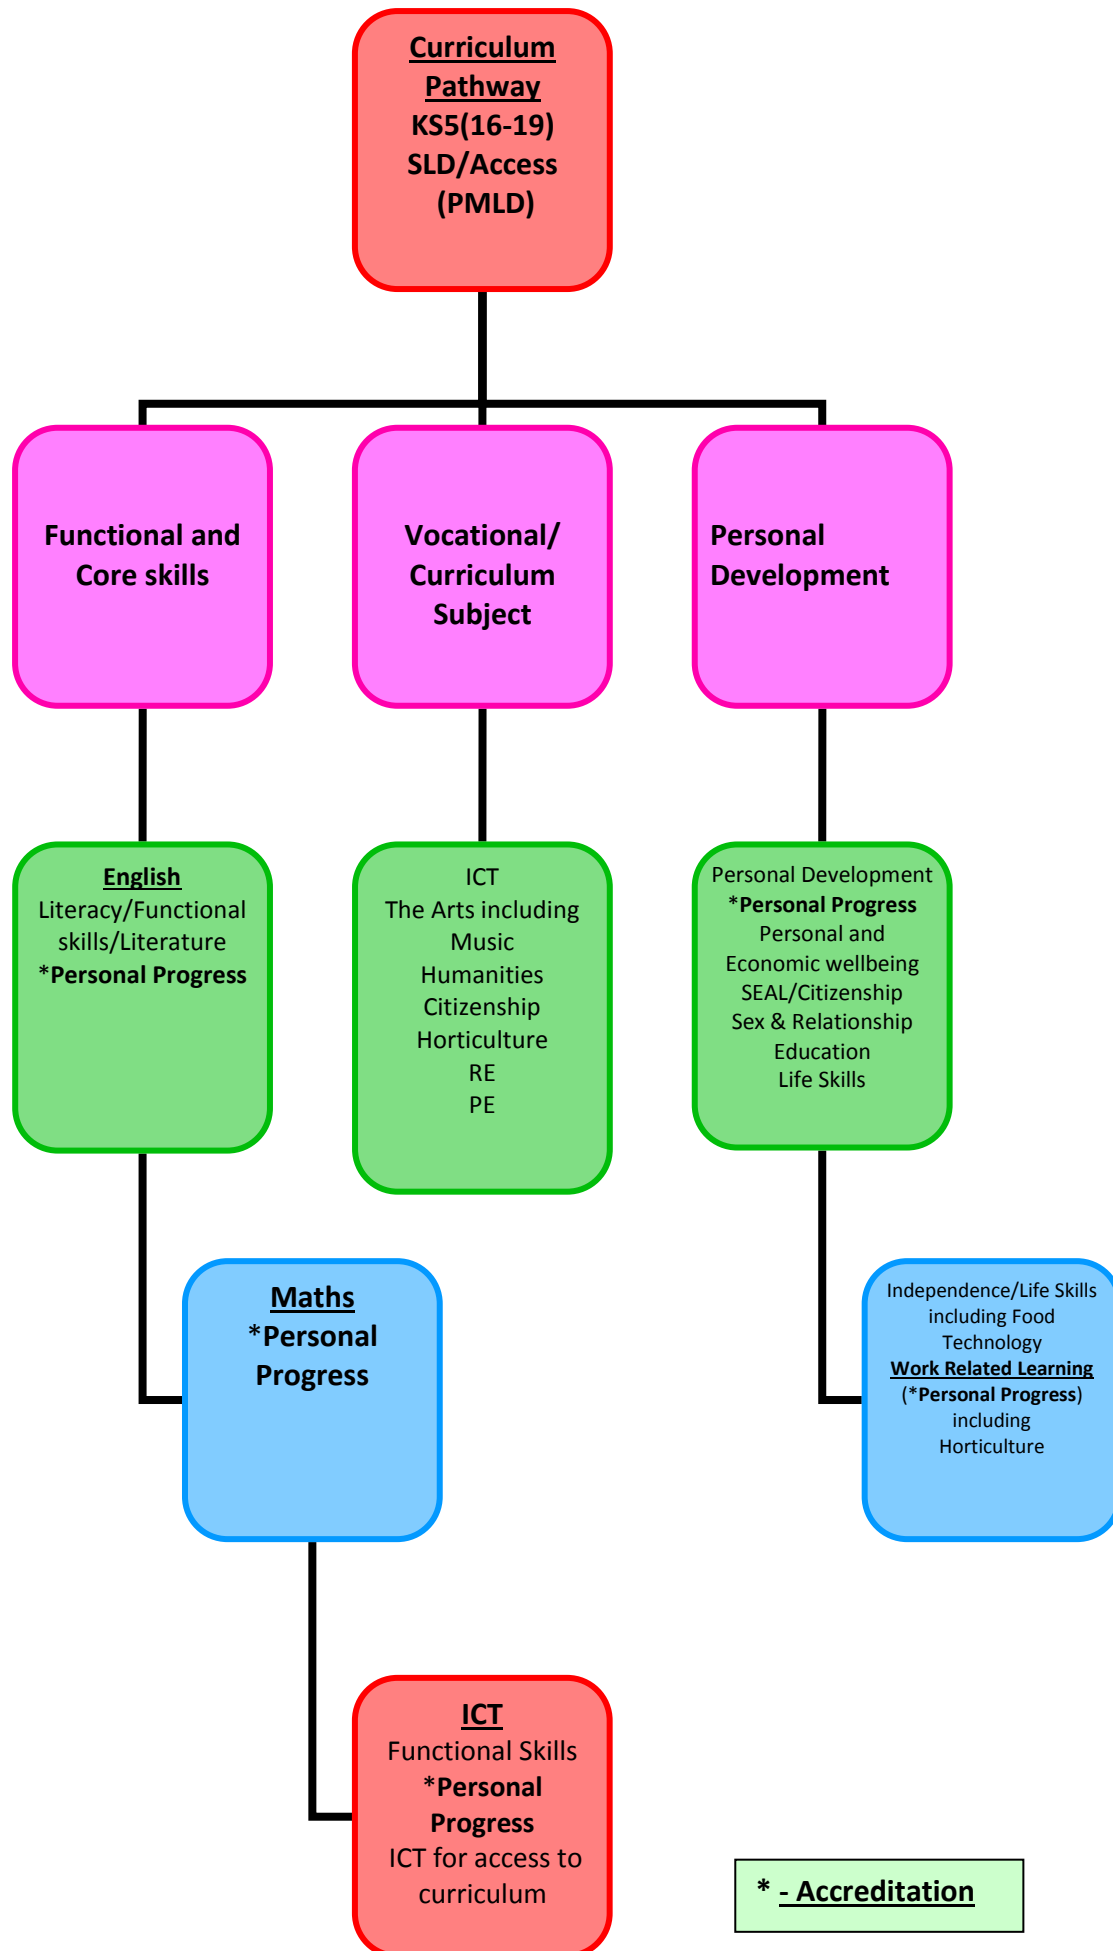 Curriculum
Pathway
KS5(16-19)
SLD/Access
(PMLD)
Functional and
Core skills
Vocational/
Curriculum
Subject
Personal
Development
English
Literacy/Functional
skills/Literature
*Personal Progress
ICT
The Arts including
Music
Humanities
Citizenship
Horticulture
RE
PE
Personal Development
*Personal Progress
Personal and
Economic wellbeing
SEAL/Citizenship
Sex & Relationship
Education
Life Skills
Maths
*Personal
Progress
Independence/Life Skills
including Food
Technology
Work Related Learning
(*Personal Progress)
including
Horticulture
ICT
Functional Skills
*Personal
Progress
ICT for access to
curriculum
* - Accreditation